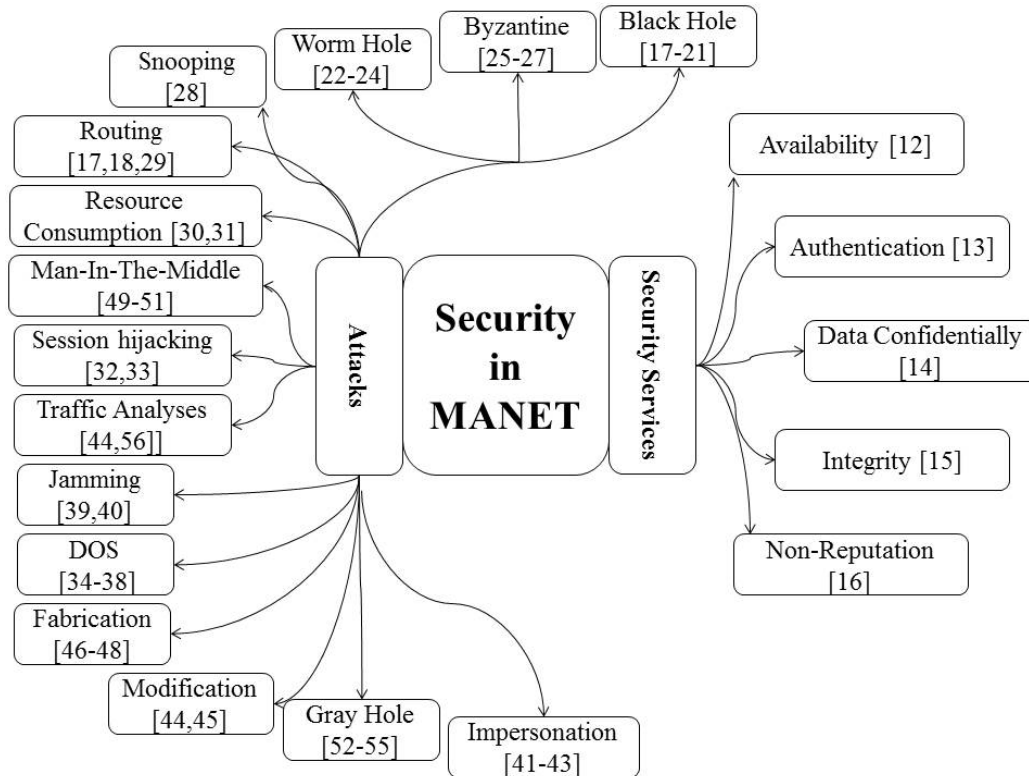 Snooping
[28]
Worm Hole
[22-24]
Byzantine
[25-27]
Black Hole
[17-21]
Routing
[17,18,29]
Resource
Consumption [30,31]
Man-In-The-Middle
[49-51]
Session hijacking
[32,33]
Traffic Analyses
[44,56]]
Jamming
[39,40]
DOS
[34-38]
Fabrication
[46-48]
Modification
[44,45]
Gray Hole
[52-55]
Impersonation
[41-43]
Attacks
Security
in
MANET
Security Services
Availability [12]
Authentication [13]
Data Confidentially
[14]
Integrity [15]
Non-Reputation
[16]